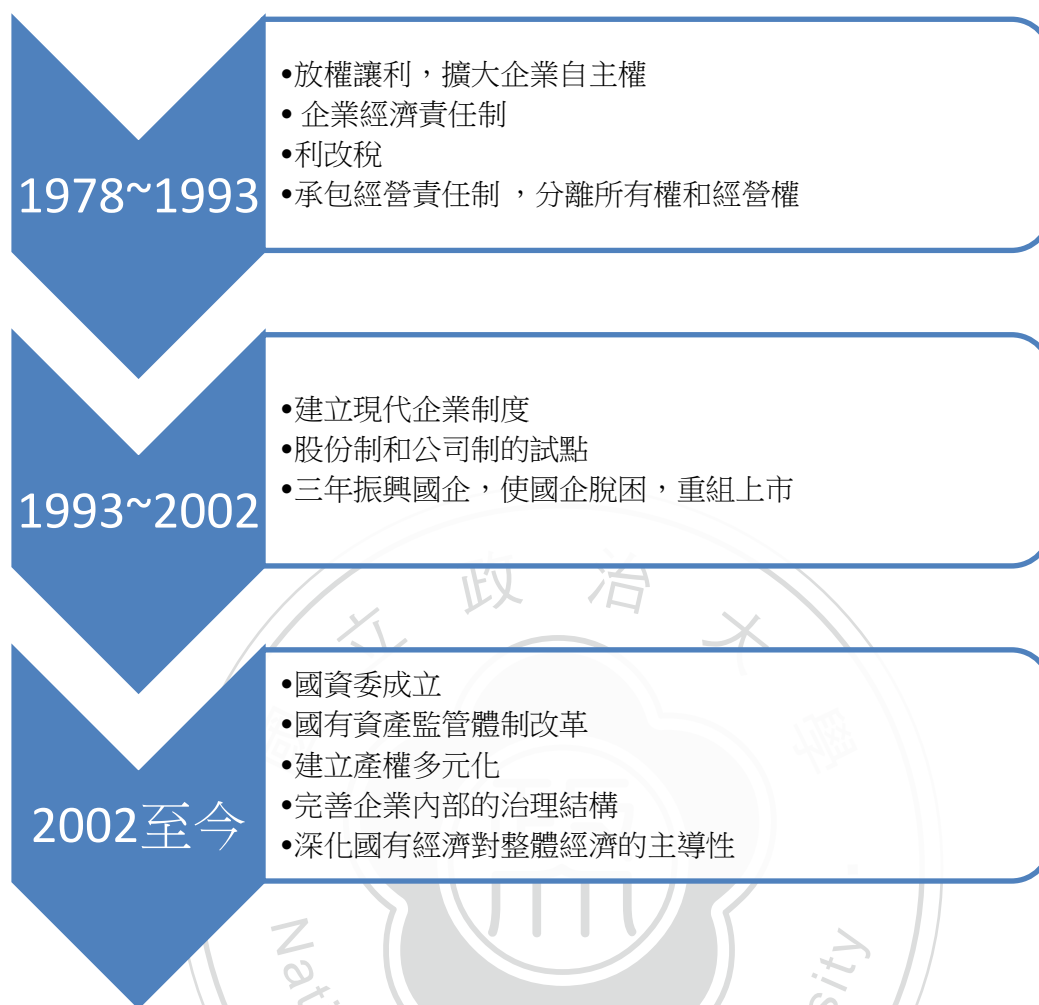 1978~1993
•放權讓利，擴大企業自主權
• 企業經濟責任制
•利改稅
•承包經營責任制 ，分離所有權和經營權
1993~2002
•建立現代企業制度
•股份制和公司制的試點
•三年振興國企，使國企脫困，重組上市
2002至今
•國資委成立
•國有資產監管體制改革
•建立產權多元化
•完善企業內部的治理結構
•深化國有經濟對整體經濟的主導性
立政治大學